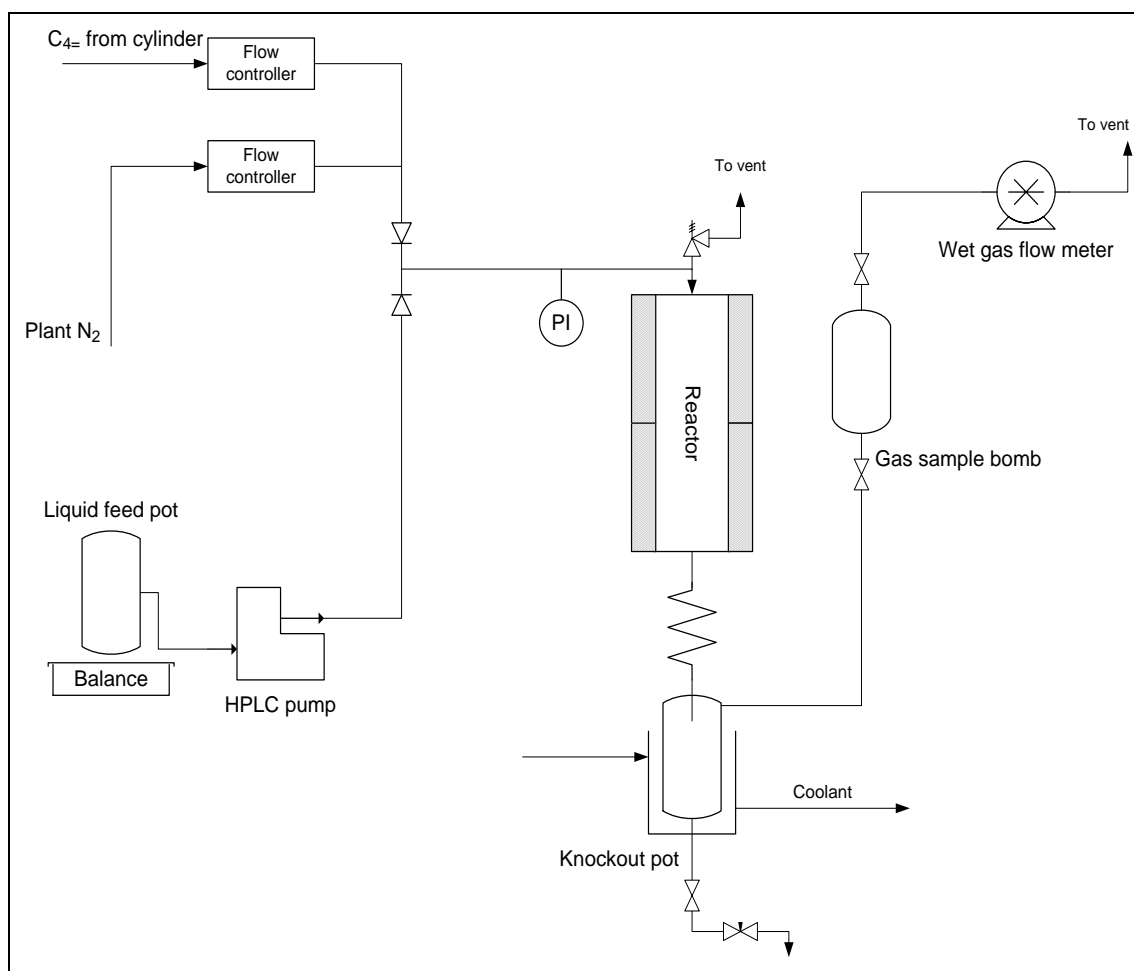 C4= from cylinder
Flow
controller
To vent
Flow
controller
To vent
Wet gas flow meter
Plant N2
PI
Reactor
Gas sample bomb
Liquid feed pot
Balance
HPLC pump
Coolant
Knockout pot